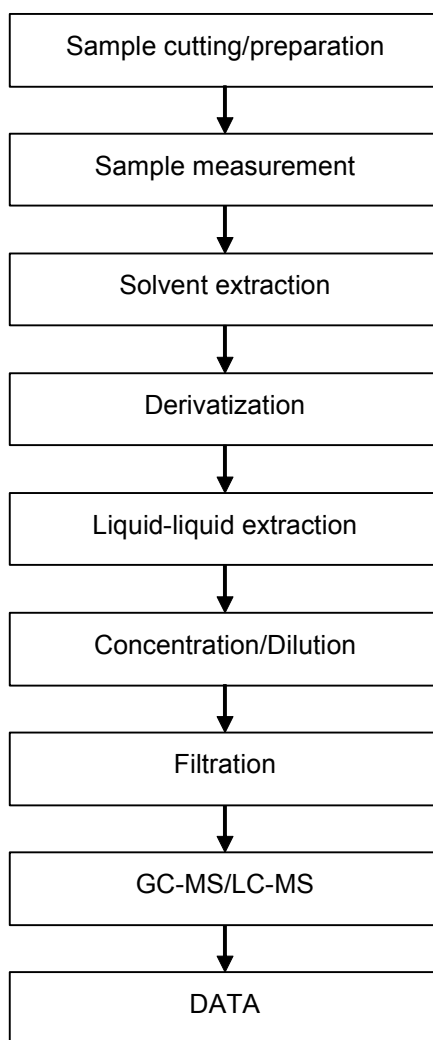 Sample cutting/preparation
Sample measurement
Solvent extraction
Derivatization
Liquid-liquid extraction
Concentration/Dilution
Filtration
GC-MS/LC-MS
DATA